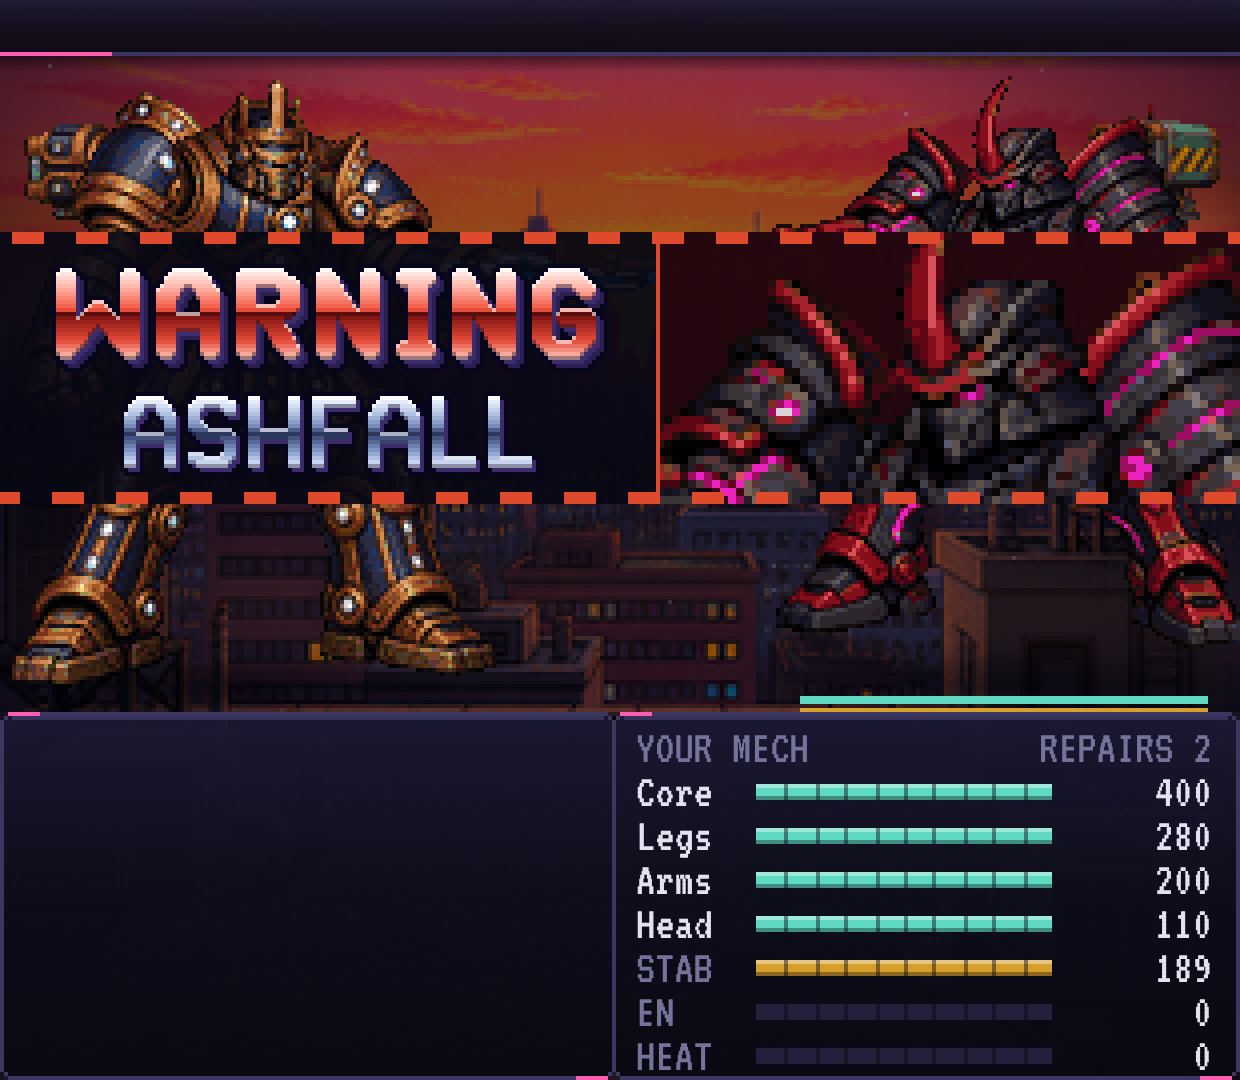 WARNING
ASHFALL
YOUR MECH REPAIRS 2
Core 400
Legs 280
Arms 200
Head 110
STAB 189
EN 0
HEAT 0